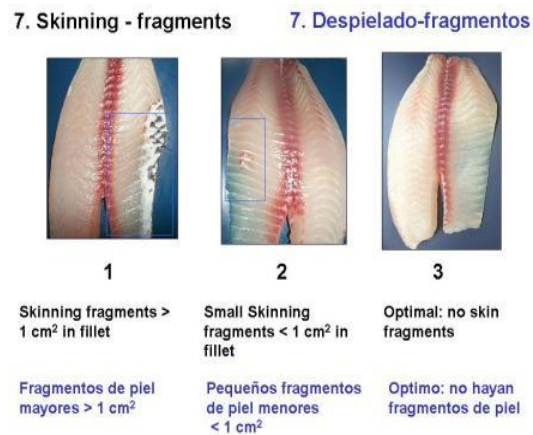 7. Skinning - fragments
7. Despielado-fragmentos
1
2
3
Skinning fragments >
1 cm² in fillet
Small Skinning
fragments < 1 cm² in
fillet
Optimal: no skin
fragments
Fragmentos de piel
mayores > 1 cm²
Pequeños fragmentos
de piel menores
< 1 cm²
Optimo: no hayan
fragmentos de piel